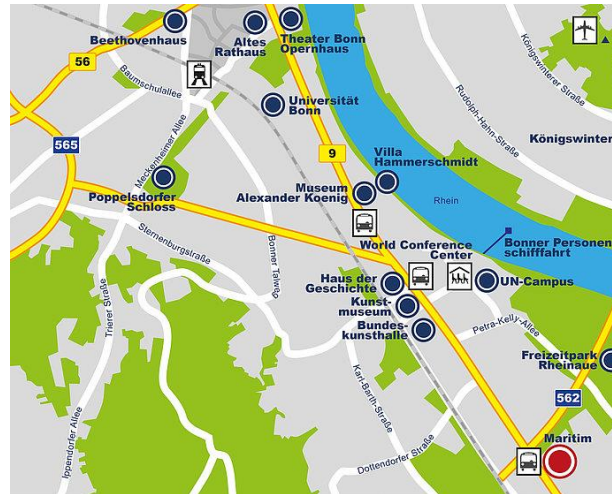 Beethovenhaus
Altes
Rathaus
Theater Bonn
Opernhaus
56
Baumschulallee
Königswinterer Straße
Rudolph-Hahn-Straße
Königswinter
Universität
Bonn
565
Meckenheimer Allee
9
Villa
Hammerschmidt
Museum
Alexander Koenig
Poppelsdorfer
Schloss
Rhein
Sternenburgstraße
Bonner Talweg
World Conference
Center
Bonner Personen
schifffahrt
Haus der
Geschichte
UN-Campus
Kunst-
museum
Bundes-
kunsthalle
Trierer Straße
Petra-Kelly-Allee
Freizeitpark
Rheinaue
Karl-Barth-Straße
562
Ippendorfer Allee
Dottendorfer Straße
Maritim